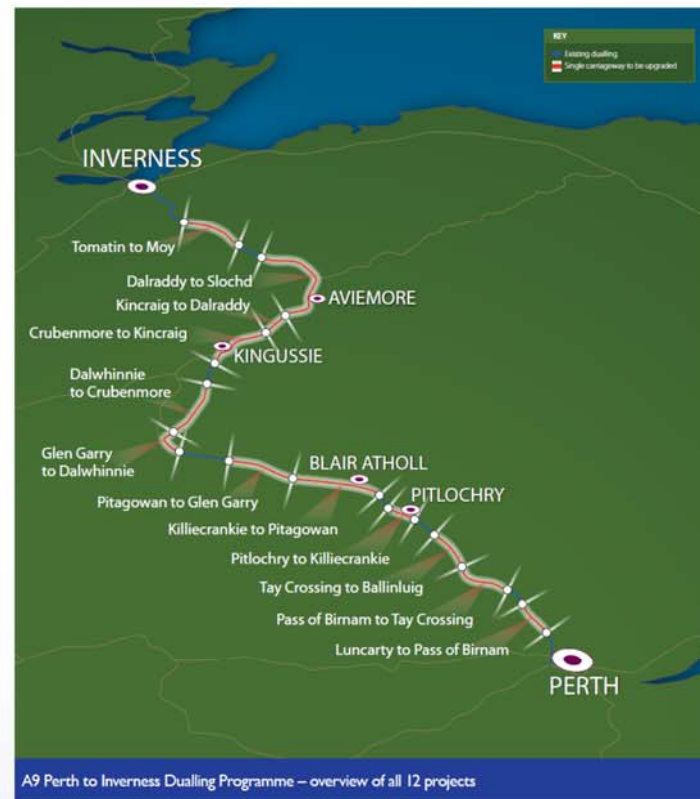 KEY
Existing dualling
Single carriageway to be upgraded
INVERNESS
Tomatin to Moy
Dalraddy to Slochd
AVIEMORE
Kincraig to Dalraddy
Crubenmore to Kincraig
KINGUSSIE
Dalwhinnie
to Crubenmore
Glen Garry
to Dalwhinnie
BLAIR ATHOLL
Pitagowan to Glen Garry
PITLOCHRY
Killiecrankie to Pitagowan
Pitlochry to Killiecrankie
Tay Crossing to Ballinluig
Pass of Birnam to Tay Crossing
Luncarty to Pass of Birnam
PERTH
A9 Perth to Inverness Dualling Programme – overview of all 12 projects